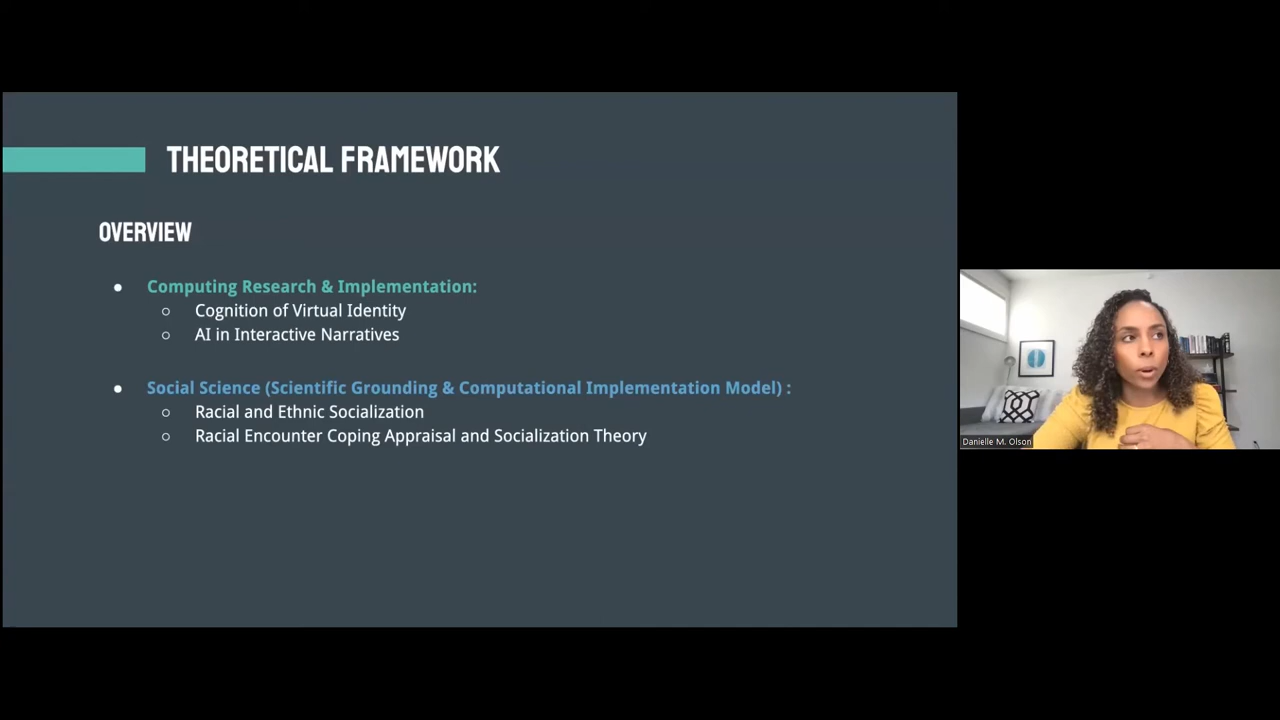 THEORETICAL FRAMEWORK
OVERVIEW
● Computing Research & Implementation:
○ Cognition of Virtual Identity
○ AI in Interactive Narratives
● Social Science (Scientific Grounding & Computational Implementation Model) :
○ Racial and Ethnic Socialization
○ Racial Encounter Coping Appraisal and Socialization Theory
Danielle M. Olson